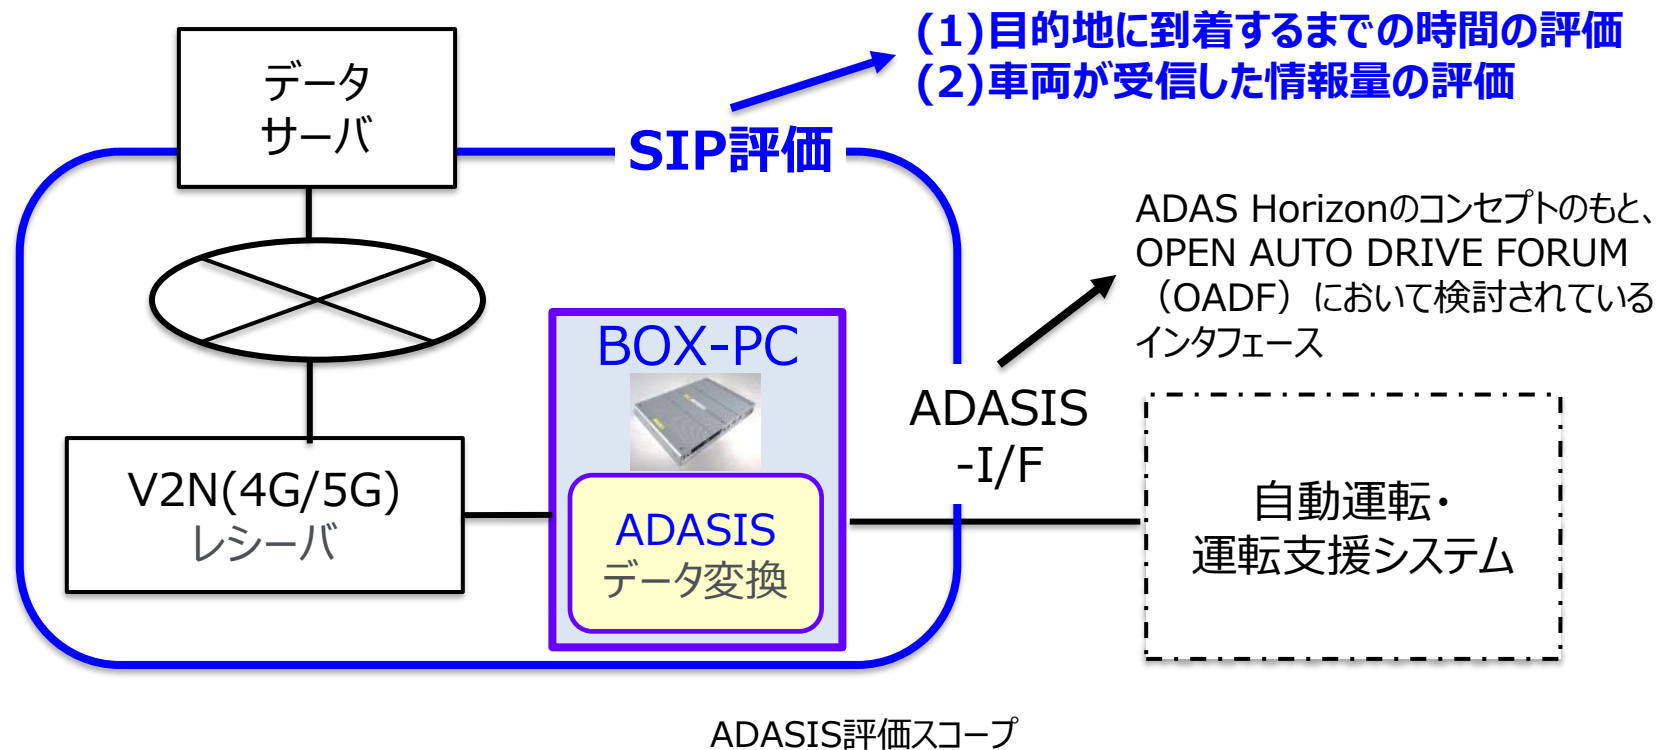 (1)目的地に到着するまでの時間の評価
(2)車両が受信した情報量の評価
データ
サーバ
SIP評価
ADAS Horizonのコンセプトのもと、
OPEN AUTO DRIVE FORUM
（OADF）において検討されている
インタフェース
BOX-PC
ADASIS
-I/F
V2N(4G/5G)
レシーバ
ADASIS
データ変換
自動運転・
運転支援システム
ADASIS評価スコープ